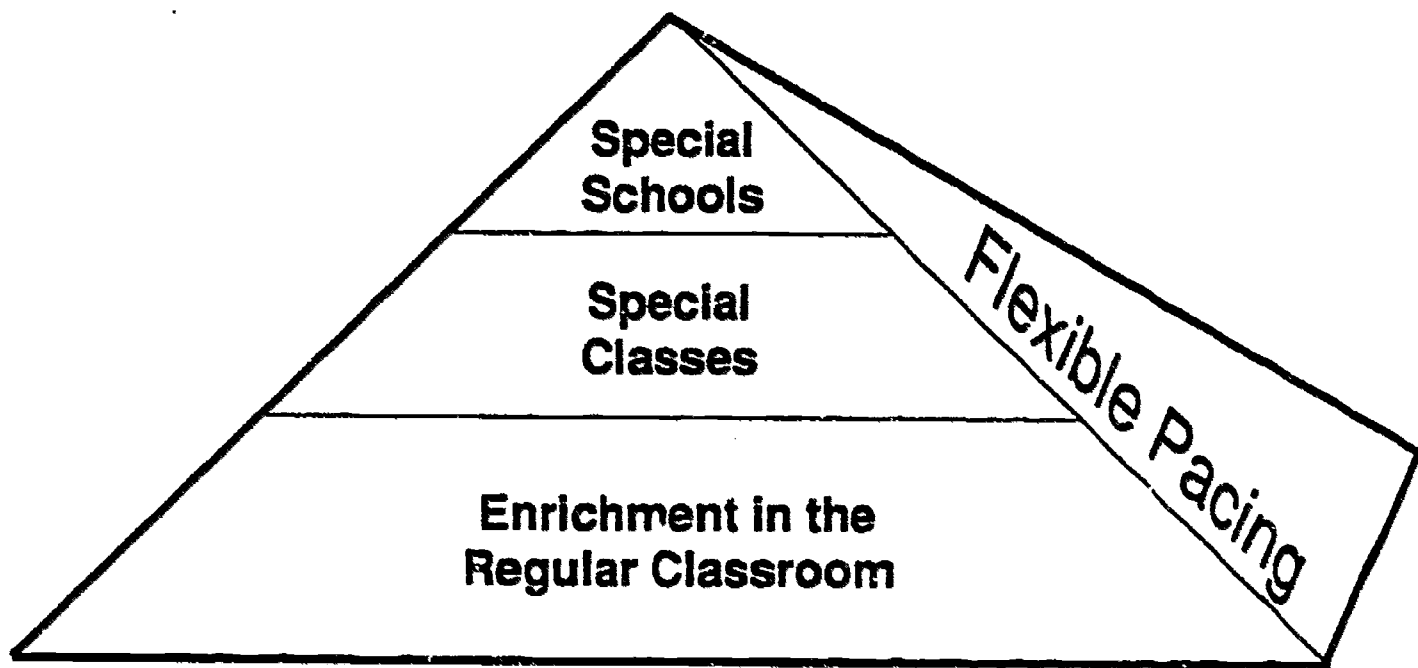 Special
Schools
Special
Classes
Enrichment in the
Regular Classroom
Flexible Pacing